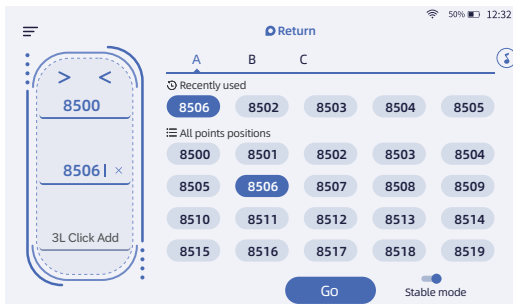 50% 12:32
Return
A B C
> <
8500
8506 ×
3L Click Add
Recently used
8506 8502 8503 8504 8505
All points positions
8500 8501 8502 8503 8504
8505 8506 8507 8508 8509
8510 8511 8512 8513 8514
8515 8516 8517 8518 8519
Go Stable mode